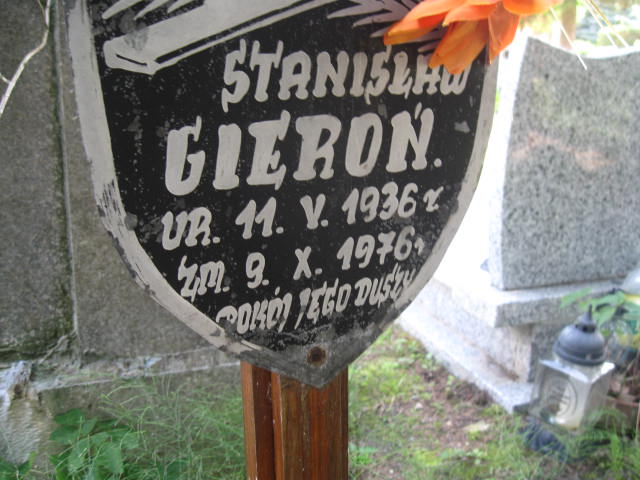 STANISŁAW
GIEROŃ.
UR. 11. V. 1936 r
ZM. 9. X. 1976 r
POKÓJ JEGO DUSZY